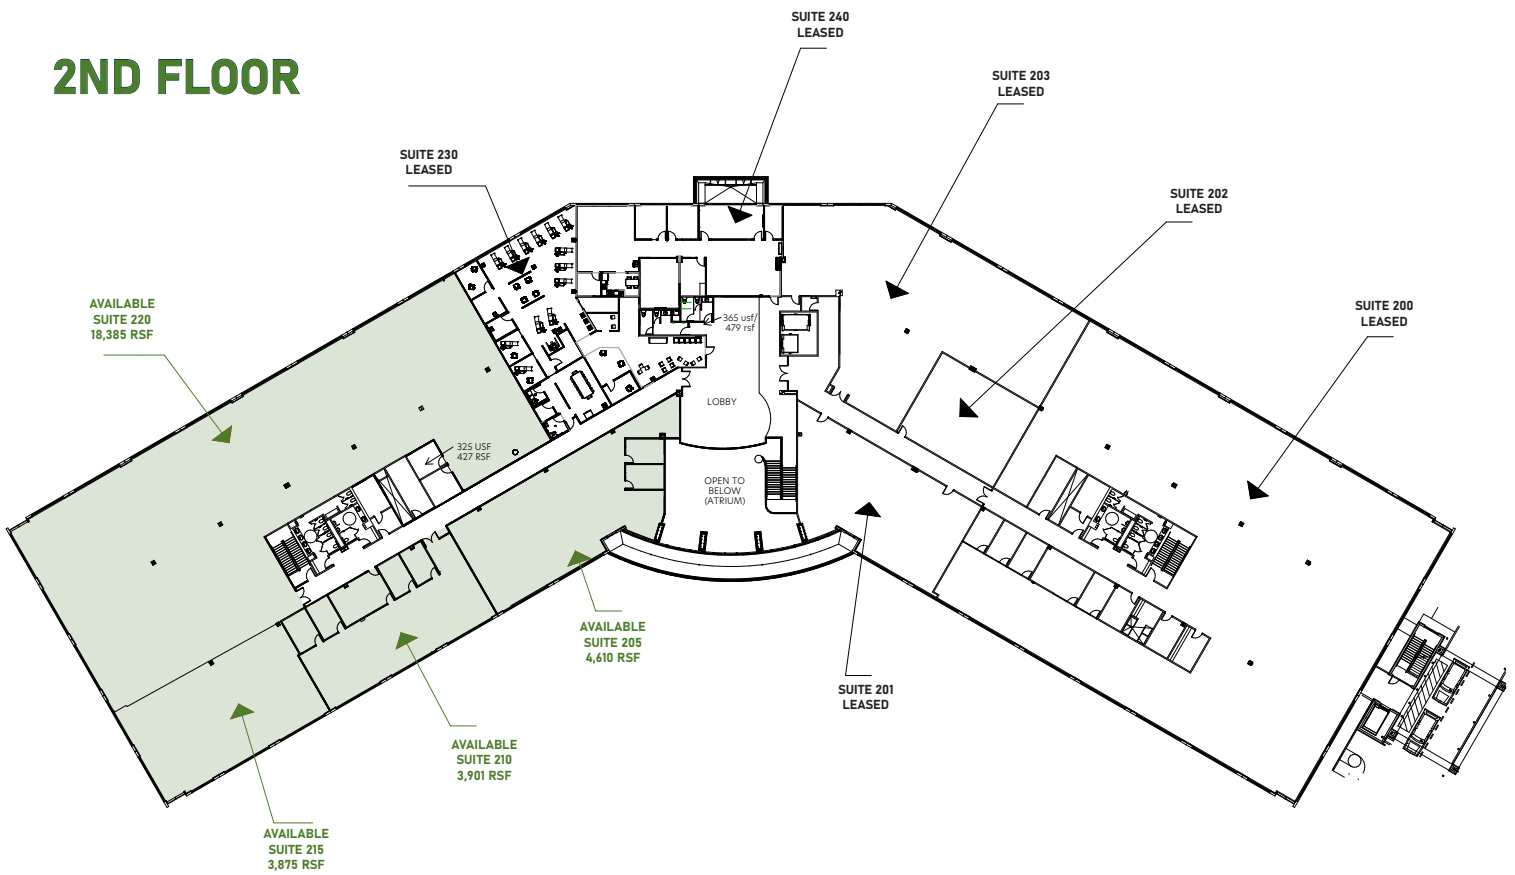 2ND FLOOR
SUITE 240
LEASED
SUITE 203
LEASED
SUITE 230
LEASED
SUITE 202
LEASED
SUITE 200
LEASED
AVAILABLE
SUITE 220
18,385 RSF
365 usf/
479 rsf
LOBBY
325 USF
427 RSF
OPEN TO
BELOW
(ATRIUM)
AVAILABLE
SUITE 205
4,610 RSF
SUITE 201
LEASED
AVAILABLE
SUITE 210
3,901 RSF
AVAILABLE
SUITE 215
3,875 RSF